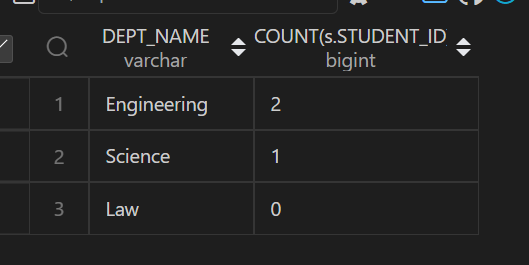 DEPT_NAME COUNT(s.STUDENT_ID
varchar bigint
1 Engineering 2
2 Science 1
3 Law 0